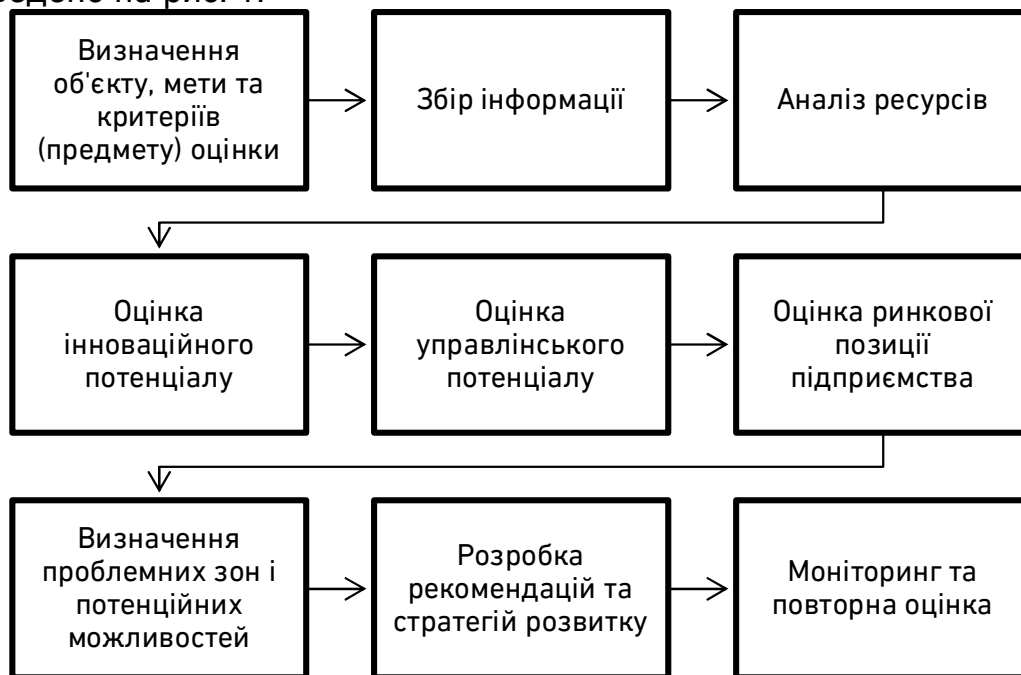 Визначення
об'єкту, мети та
критеріїв
(предмету) оцінки
Збір інформації
Аналіз ресурсів
Оцінка
інноваційного
потенціалу
Оцінка
управлінського
потенціалу
Оцінка ринкової
позиції
підприємства
Визначення
проблемних зон і
потенційних
можливостей
Розробка
рекомендацій та
стратегій розвитку
Моніторинг та
повторна оцінка